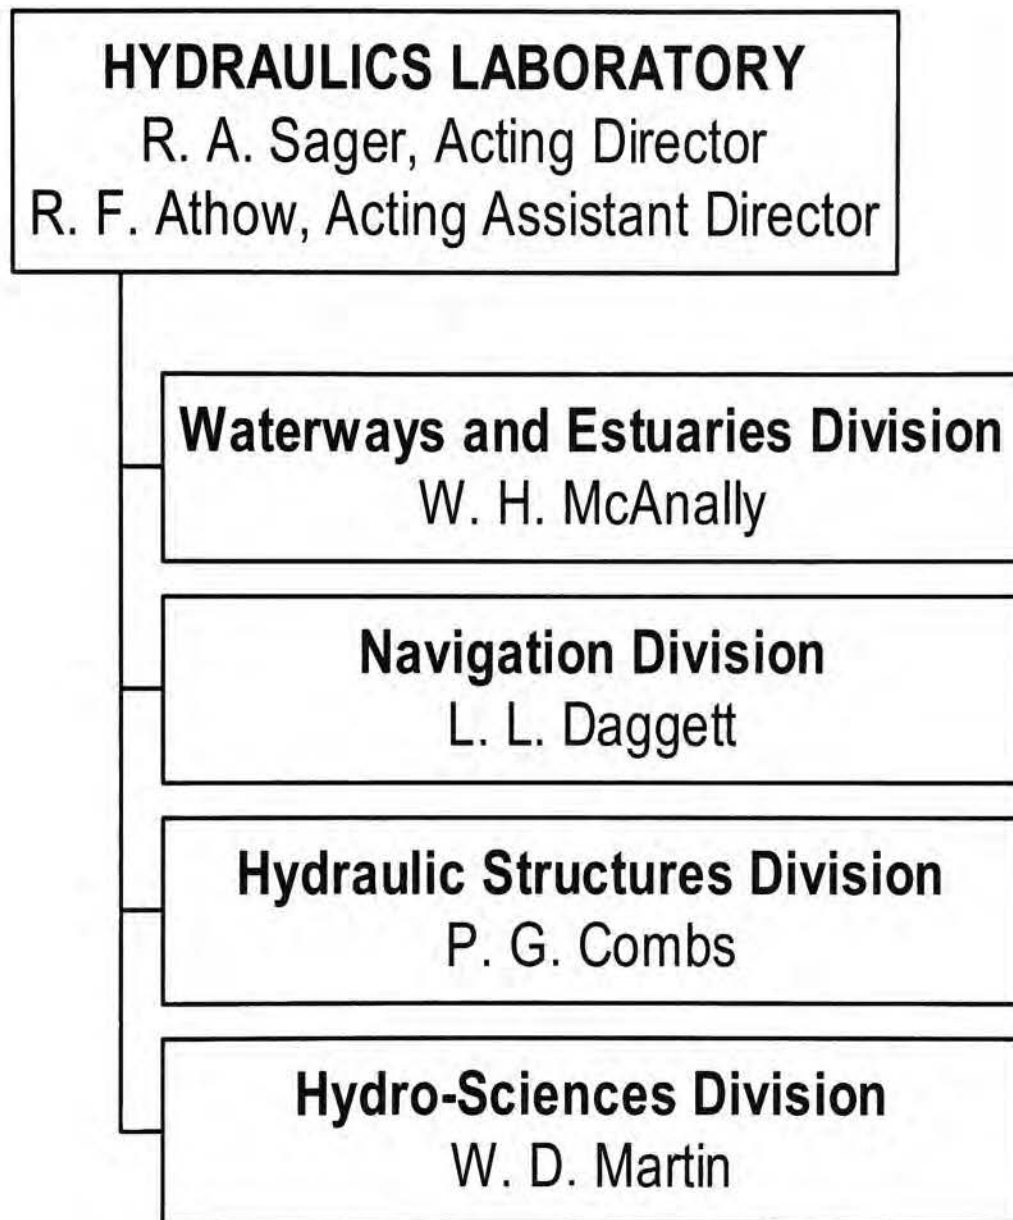 HYDRAULICS LABORATORY
R. A. Sager, Acting Director
R. F. Athow, Acting Assistant Director
Waterways and Estuaries Division
W. H. McAnally
Navigation Division
L. L. Daggett
Hydraulic Structures Division
P. G. Combs
Hydro-Sciences Division
W. D. Martin